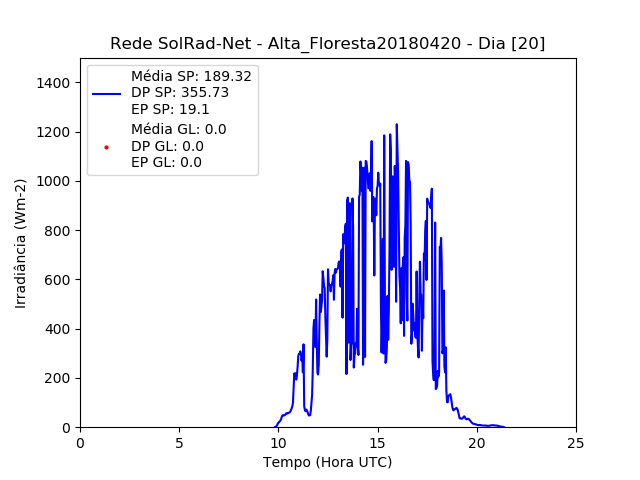 Rede SolRad-Net - Alta_Floresta20180420 - Dia [20]
Média SP: 189.32
DP SP: 355.73
EP SP: 19.1
Média GL: 0.0
DP GL: 0.0
EP GL: 0.0
1400
1200
1000
800
600
400
200
0
Irradiância (Wm-2)
0
5
10
15
20
25
Tempo (Hora UTC)